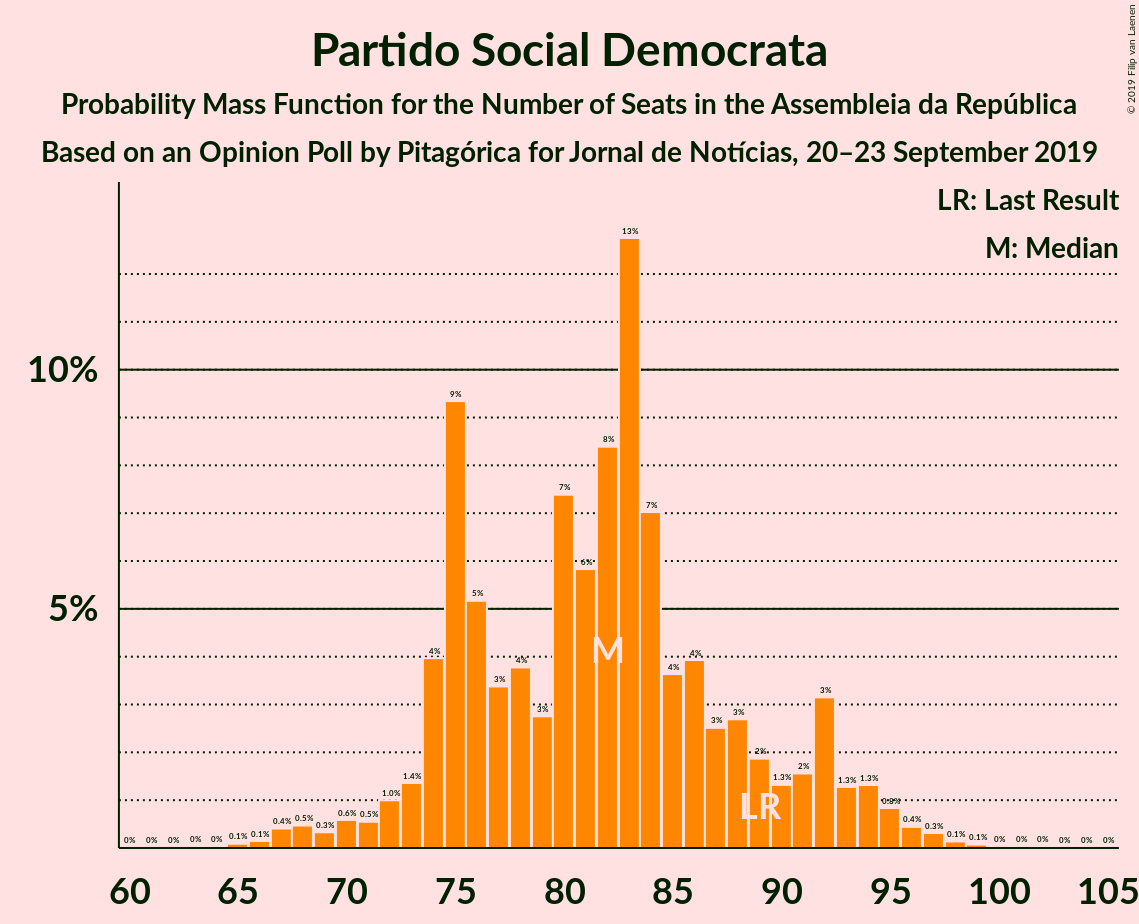 Partido Social Democrata
Probability Mass Function for the Number of Seats in the Assembleia da República
Based on an Opinion Poll by Pitagórica for Jornal de Notícias, 20–23 September 2019
© 2019 Filip van Laenen
LR: Last Result
M: Median
10%
5%
0% 0% 0% 0% 0% 0.1% 0.1% 0.4% 0.5% 0.3% 0.6% 0.5% 1.0% 1.4% 4% 9% 5% 3% 4% 3% 7% 6% 8% 13% 7% 4% 4% 3% 3% 2% 1.3% 2% 3% 1.3% 1.3% 0.8% 0.4% 0.3% 0.1% 0.1% 0% 0% 0% 0% 0% 0%
M
LR
60 65 70 75 80 85 90 95 100 105